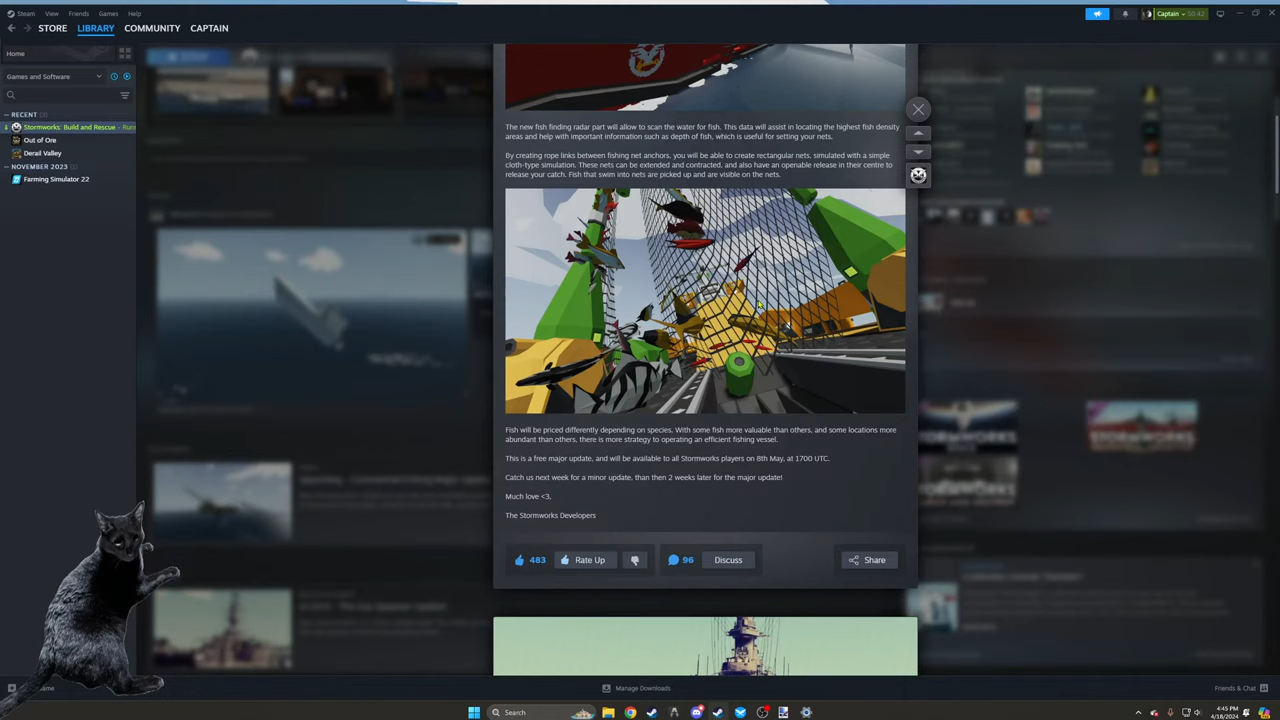 Steam View Friends Games Help
Captain 50:42
STORE LIBRARY COMMUNITY CAPTAIN
Home
Games and Software
RECENT
Stormworks: Build and Rescue - Runn
Out of Ore
Derail Valley
NOVEMBER 2023
Farming Simulator 22
The new fish finding radar part will allow to scan the water for fish. This data will assist in locating the highest fish density
areas and help with important information such as depth of fish, which is useful for setting your nets.
By creating rope links between fishing net anchors, you will be able to create rectangular nets, simulated with a simple
cloth-type simulation. These nets can be extended and contracted, and also have an openable release in their centre to
release your catch. Fish that swim into nets are picked up and are visible on the nets.
Fish will be priced differently depending on species. With some fish more valuable than others, and some locations more
abundant than others, there is more strategy to operating an efficient fishing vessel.
This is a free major update, and will be available to all Stormworks players on 8th May, at 1700 UTC.
Catch us next week for a minor update, than then 2 weeks later for the major update!
Much love <3,
The Stormworks Developers
483 Rate Up 96 Discuss Share
Manage Downloads
Friends & Chat
Search
4:45 PM
4/18/2024